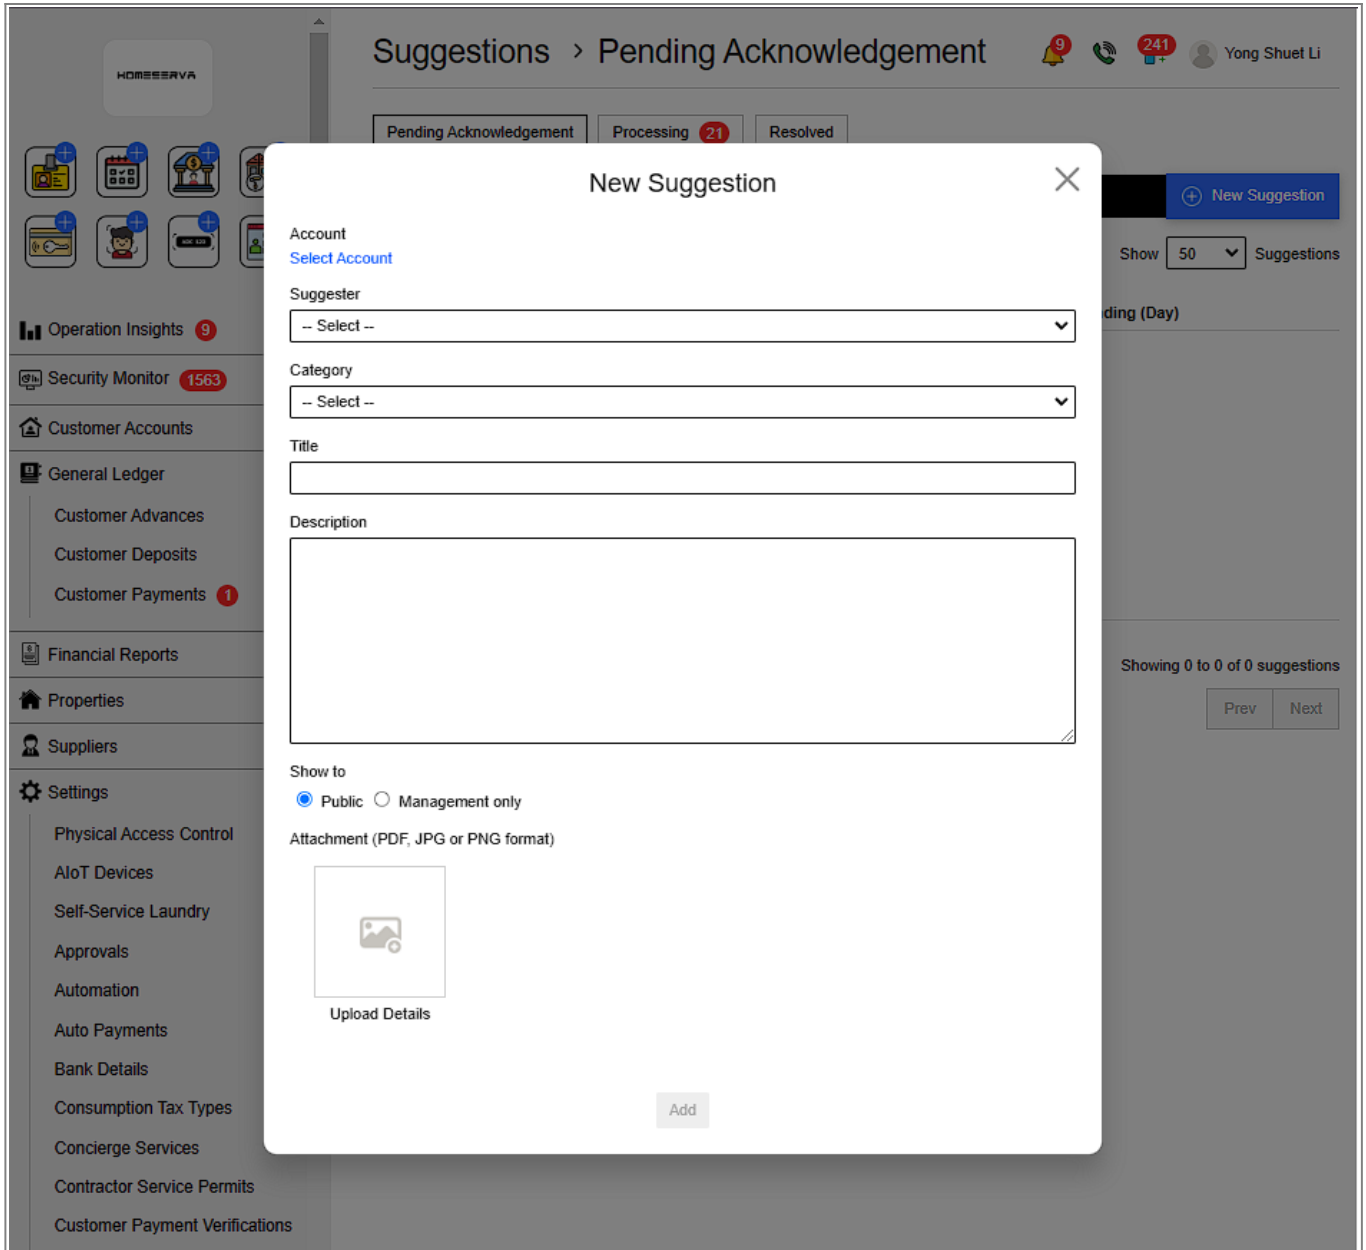 HOMESERVA
Suggestions > Pending Acknowledgement
9
241
Yong Shuet Li
Pending Acknowledgement
Processing 21
Resolved
New Suggestion
Show 50 Suggestions
ding (Day)
Showing 0 to 0 of 0 suggestions
Prev
Next
Operation Insights 9
Security Monitor 1563
Customer Accounts
General Ledger
Customer Advances
Customer Deposits
Customer Payments 1
Financial Reports
Properties
Suppliers
Settings
Physical Access Control
AIoT Devices
Self-Service Laundry
Approvals
Automation
Auto Payments
Bank Details
Consumption Tax Types
Concierge Services
Contractor Service Permits
Customer Payment Verifications
New Suggestion
Account
Select Account
Suggester
-- Select --
Category
-- Select --
Title
Description
Show to
Public
Management only
Attachment (PDF, JPG or PNG format)
Upload Details
Add